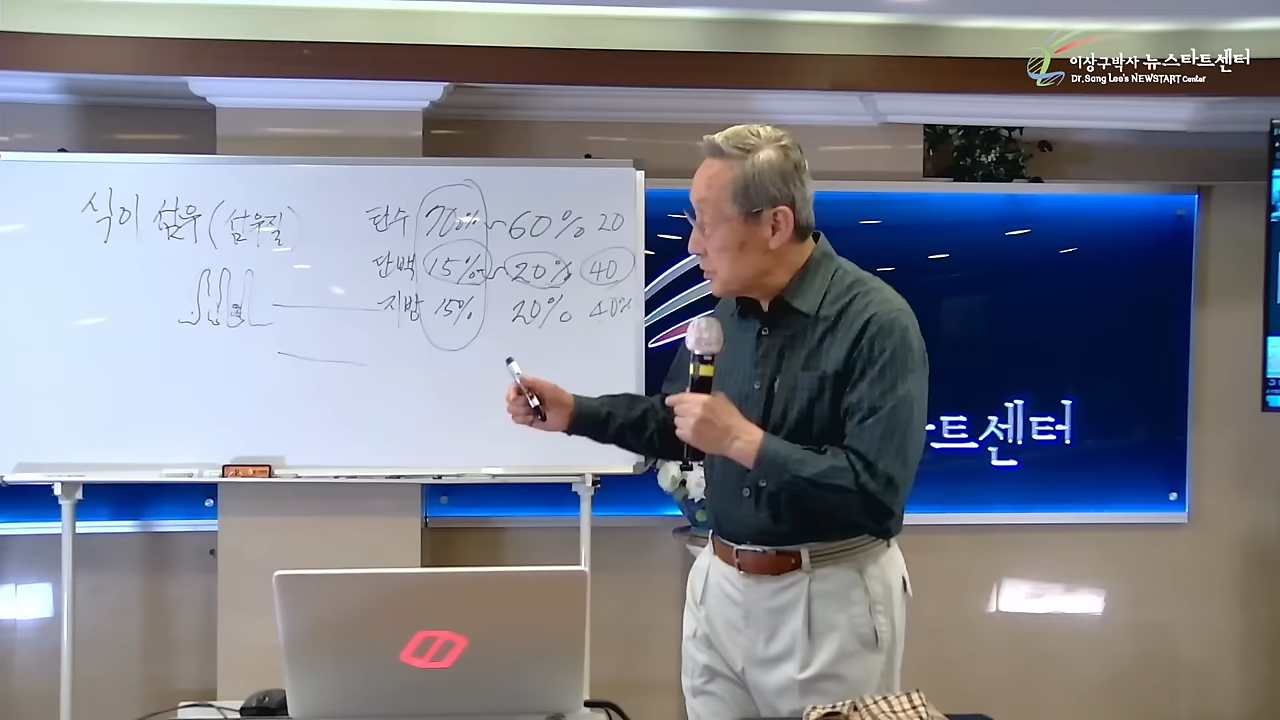 이상구박사 뉴스타트센터
Dr. Sang Lee's NEWSTART Center
식이 섬유 (섬유질)
탄수 70% ~ 60% 20
단백 15% ~ 20% 40
지방 15% 20% 40%
타트센터